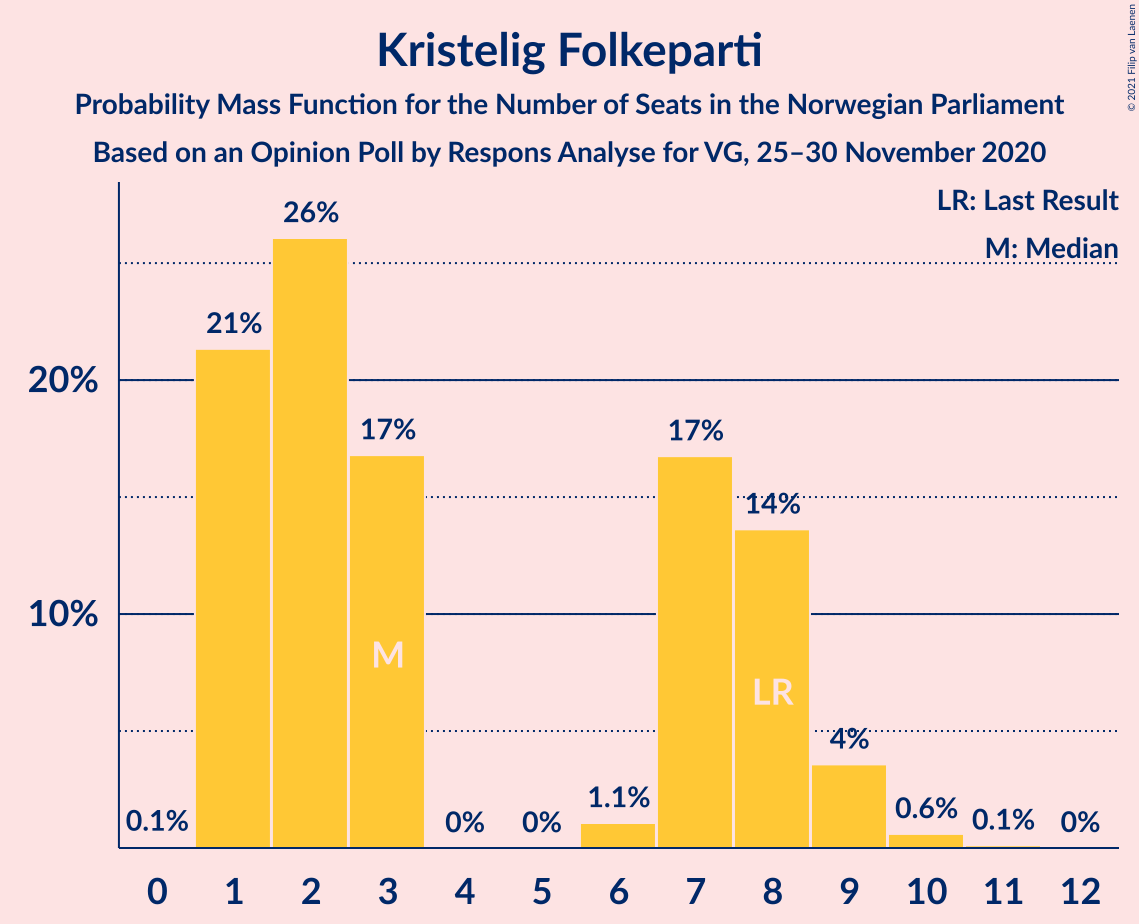 Kristelig Folkeparti
Probability Mass Function for the Number of Seats in the Norwegian Parliament
Based on an Opinion Poll by Respons Analyse for VG, 25–30 November 2020
© 2021 Filip van Laenen
LR: Last Result
M: Median
26%
21%
20%
17%
17%
14%
10%
M
LR
4%
1.1%
0.6%
0.1%
0%
0%
0.1%
0%
0 1 2 3 4 5 6 7 8 9 10 11 12